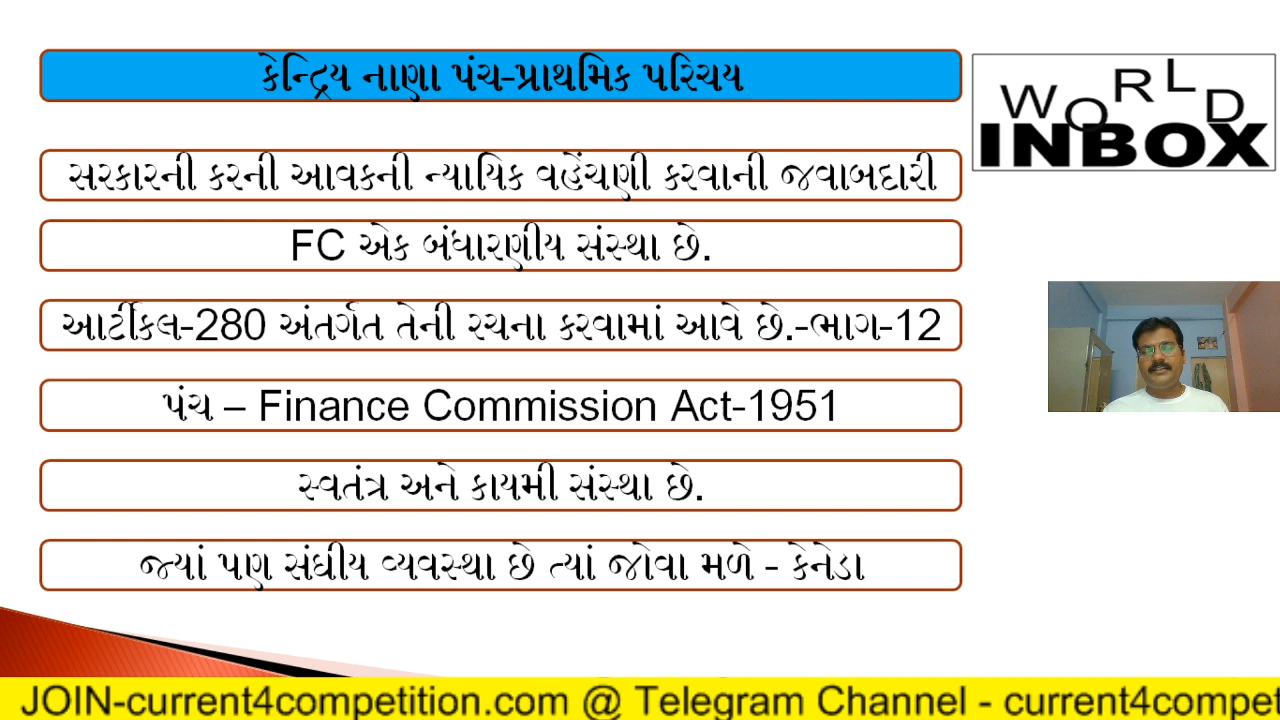 કેન્દ્રિય નાણા પંચ-પ્રાથમિક પરિચય
WORLD
INBOX
સરકારની કરની આવકની ન્યાયિક વહેંચણી કરવાની જવાબદારી
FC એક બંધારણીય સંસ્થા છે.
આર્ટીકલ-280 અંતર્ગત તેની રચના કરવામાં આવે છે.-ભાગ-12
પંચ – Finance Commission Act-1951
સ્વતંત્ર અને કાયમી સંસ્થા છે.
જ્યાં પણ સંઘીય વ્યવસ્થા છે ત્યાં જોવા મળે - કેનેડા
JOIN-current4competition.com @ Telegram Channel - current4compet